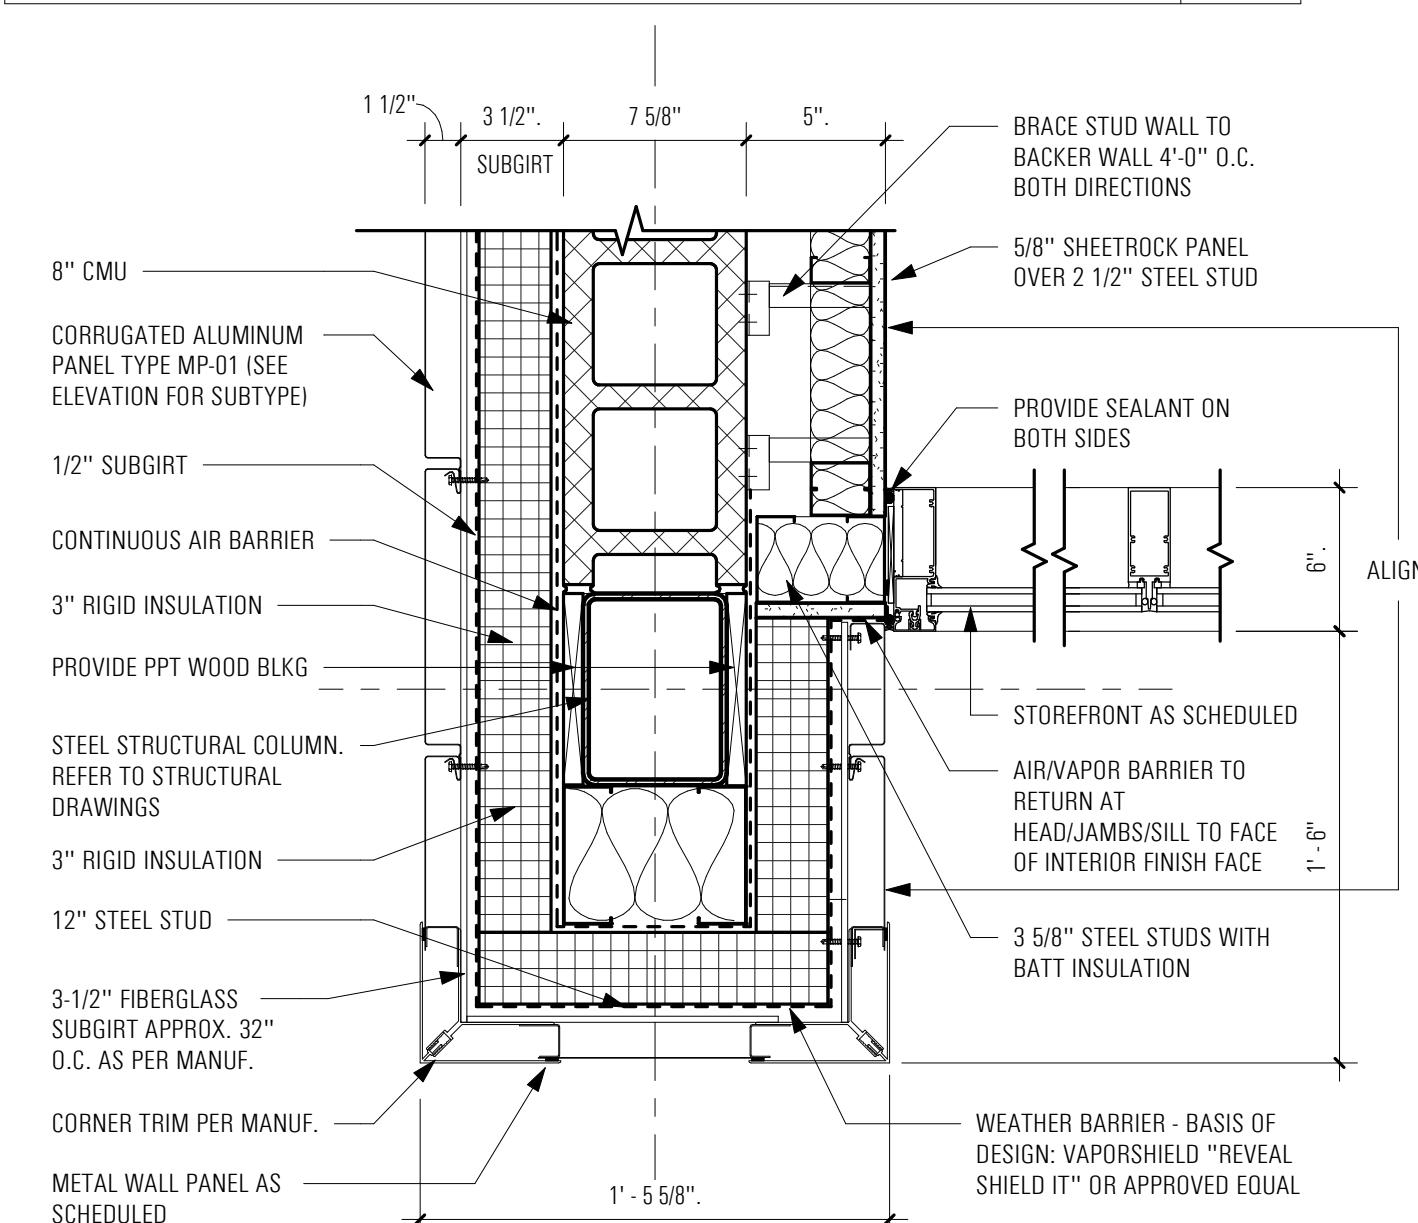 1 1/2"
3 1/2".
7 5/8"
5".
SUBGIRT
8" CMU
CORRUGATED ALUMINUM
PANEL TYPE MP-01 (SEE
ELEVATION FOR SUBTYPE)
1/2" SUBGIRT
CONTINUOUS AIR BARRIER
3" RIGID INSULATION
PROVIDE PPT WOOD BLKG
STEEL STRUCTURAL COLUMN.
REFER TO STRUCTURAL
DRAWINGS
3" RIGID INSULATION
12" STEEL STUD
3-1/2" FIBERGLASS
SUBGIRT APPROX. 32"
O.C. AS PER MANUF.
CORNER TRIM PER MANUF.
METAL WALL PANEL AS
SCHEDULED
BRACE STUD WALL TO
BACKER WALL 4'-0" O.C.
BOTH DIRECTIONS
5/8" SHEETROCK PANEL
OVER 2 1/2" STEEL STUD
PROVIDE SEALANT ON
BOTH SIDES
6".
ALIGN
STOREFRONT AS SCHEDULED
AIR/VAPOR BARRIER TO
RETURN AT
HEAD/JAMBS/SILL TO FACE
OF INTERIOR FINISH FACE
1' - 6"
3 5/8" STEEL STUDS WITH
BATT INSULATION
WEATHER BARRIER - BASIS OF
DESIGN: VAPORSHIELD "REVEAL
SHIELD IT" OR APPROVED EQUAL
1' - 5 5/8".